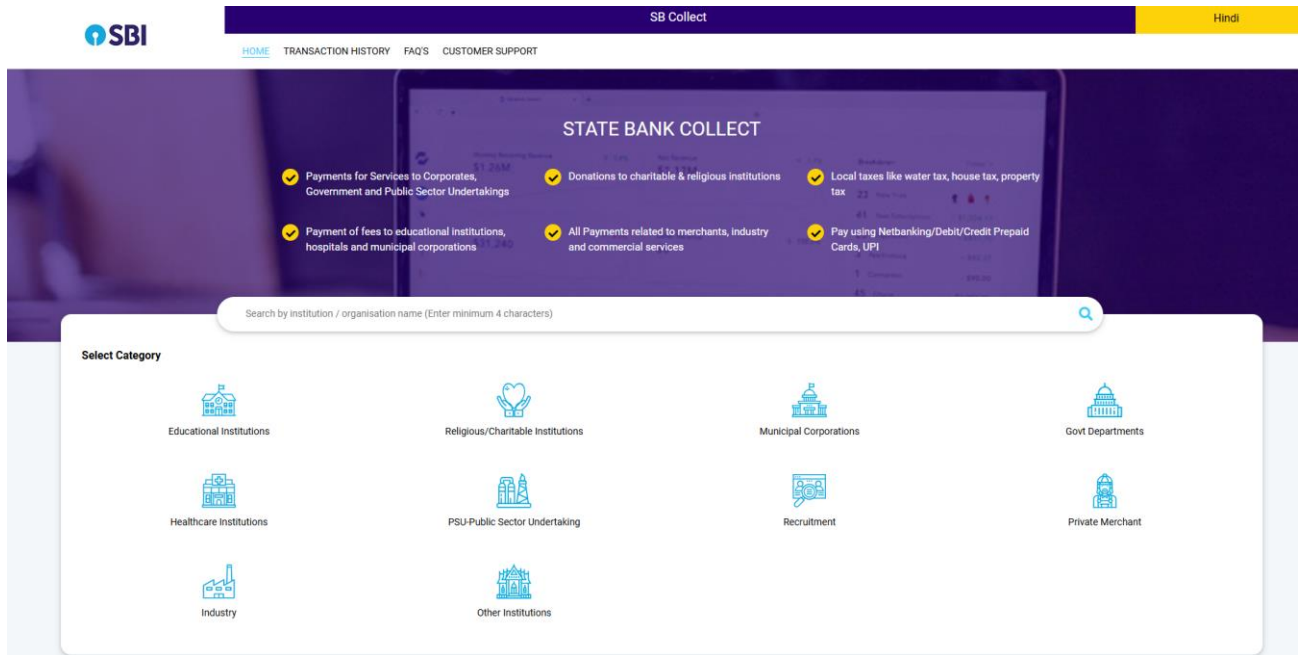 SBI
SB Collect
Hindi
HOME TRANSACTION HISTORY FAQ'S CUSTOMER SUPPORT
STATE BANK COLLECT
Payments for Services to Corporates,
Government and Public Sector Undertakings
Donations to charitable & religious institutions
Local taxes like water tax, house tax, property
tax
Payment of fees to educational institutions,
hospitals and municipal corporations
All Payments related to merchants, industry
and commercial services
Pay using Netbanking/Debit/Credit Prepaid
Cards, UPI
Search by institution / organisation name (Enter minimum 4 characters)
Select Category
Educational Institutions
Religious/Charitable Institutions
Municipal Corporations
Govt Departments
Healthcare Institutions
PSU-Public Sector Undertaking
Recruitment
Private Merchant
Industry
Other Institutions